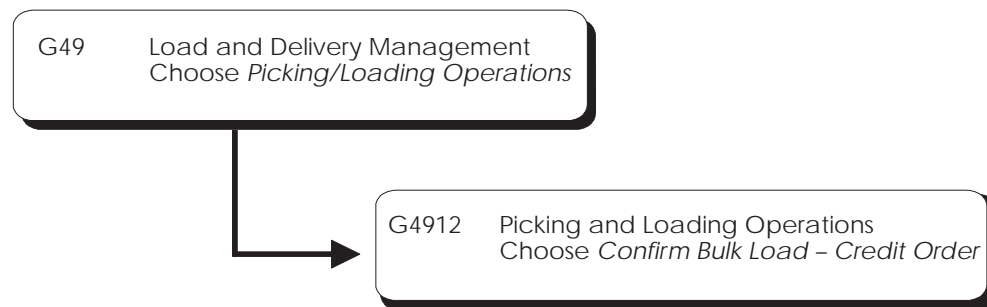 G49 Load and Delivery Management
Choose Picking/Loading Operations
G4912 Picking and Loading Operations
Choose Confirm Bulk Load – Credit Order